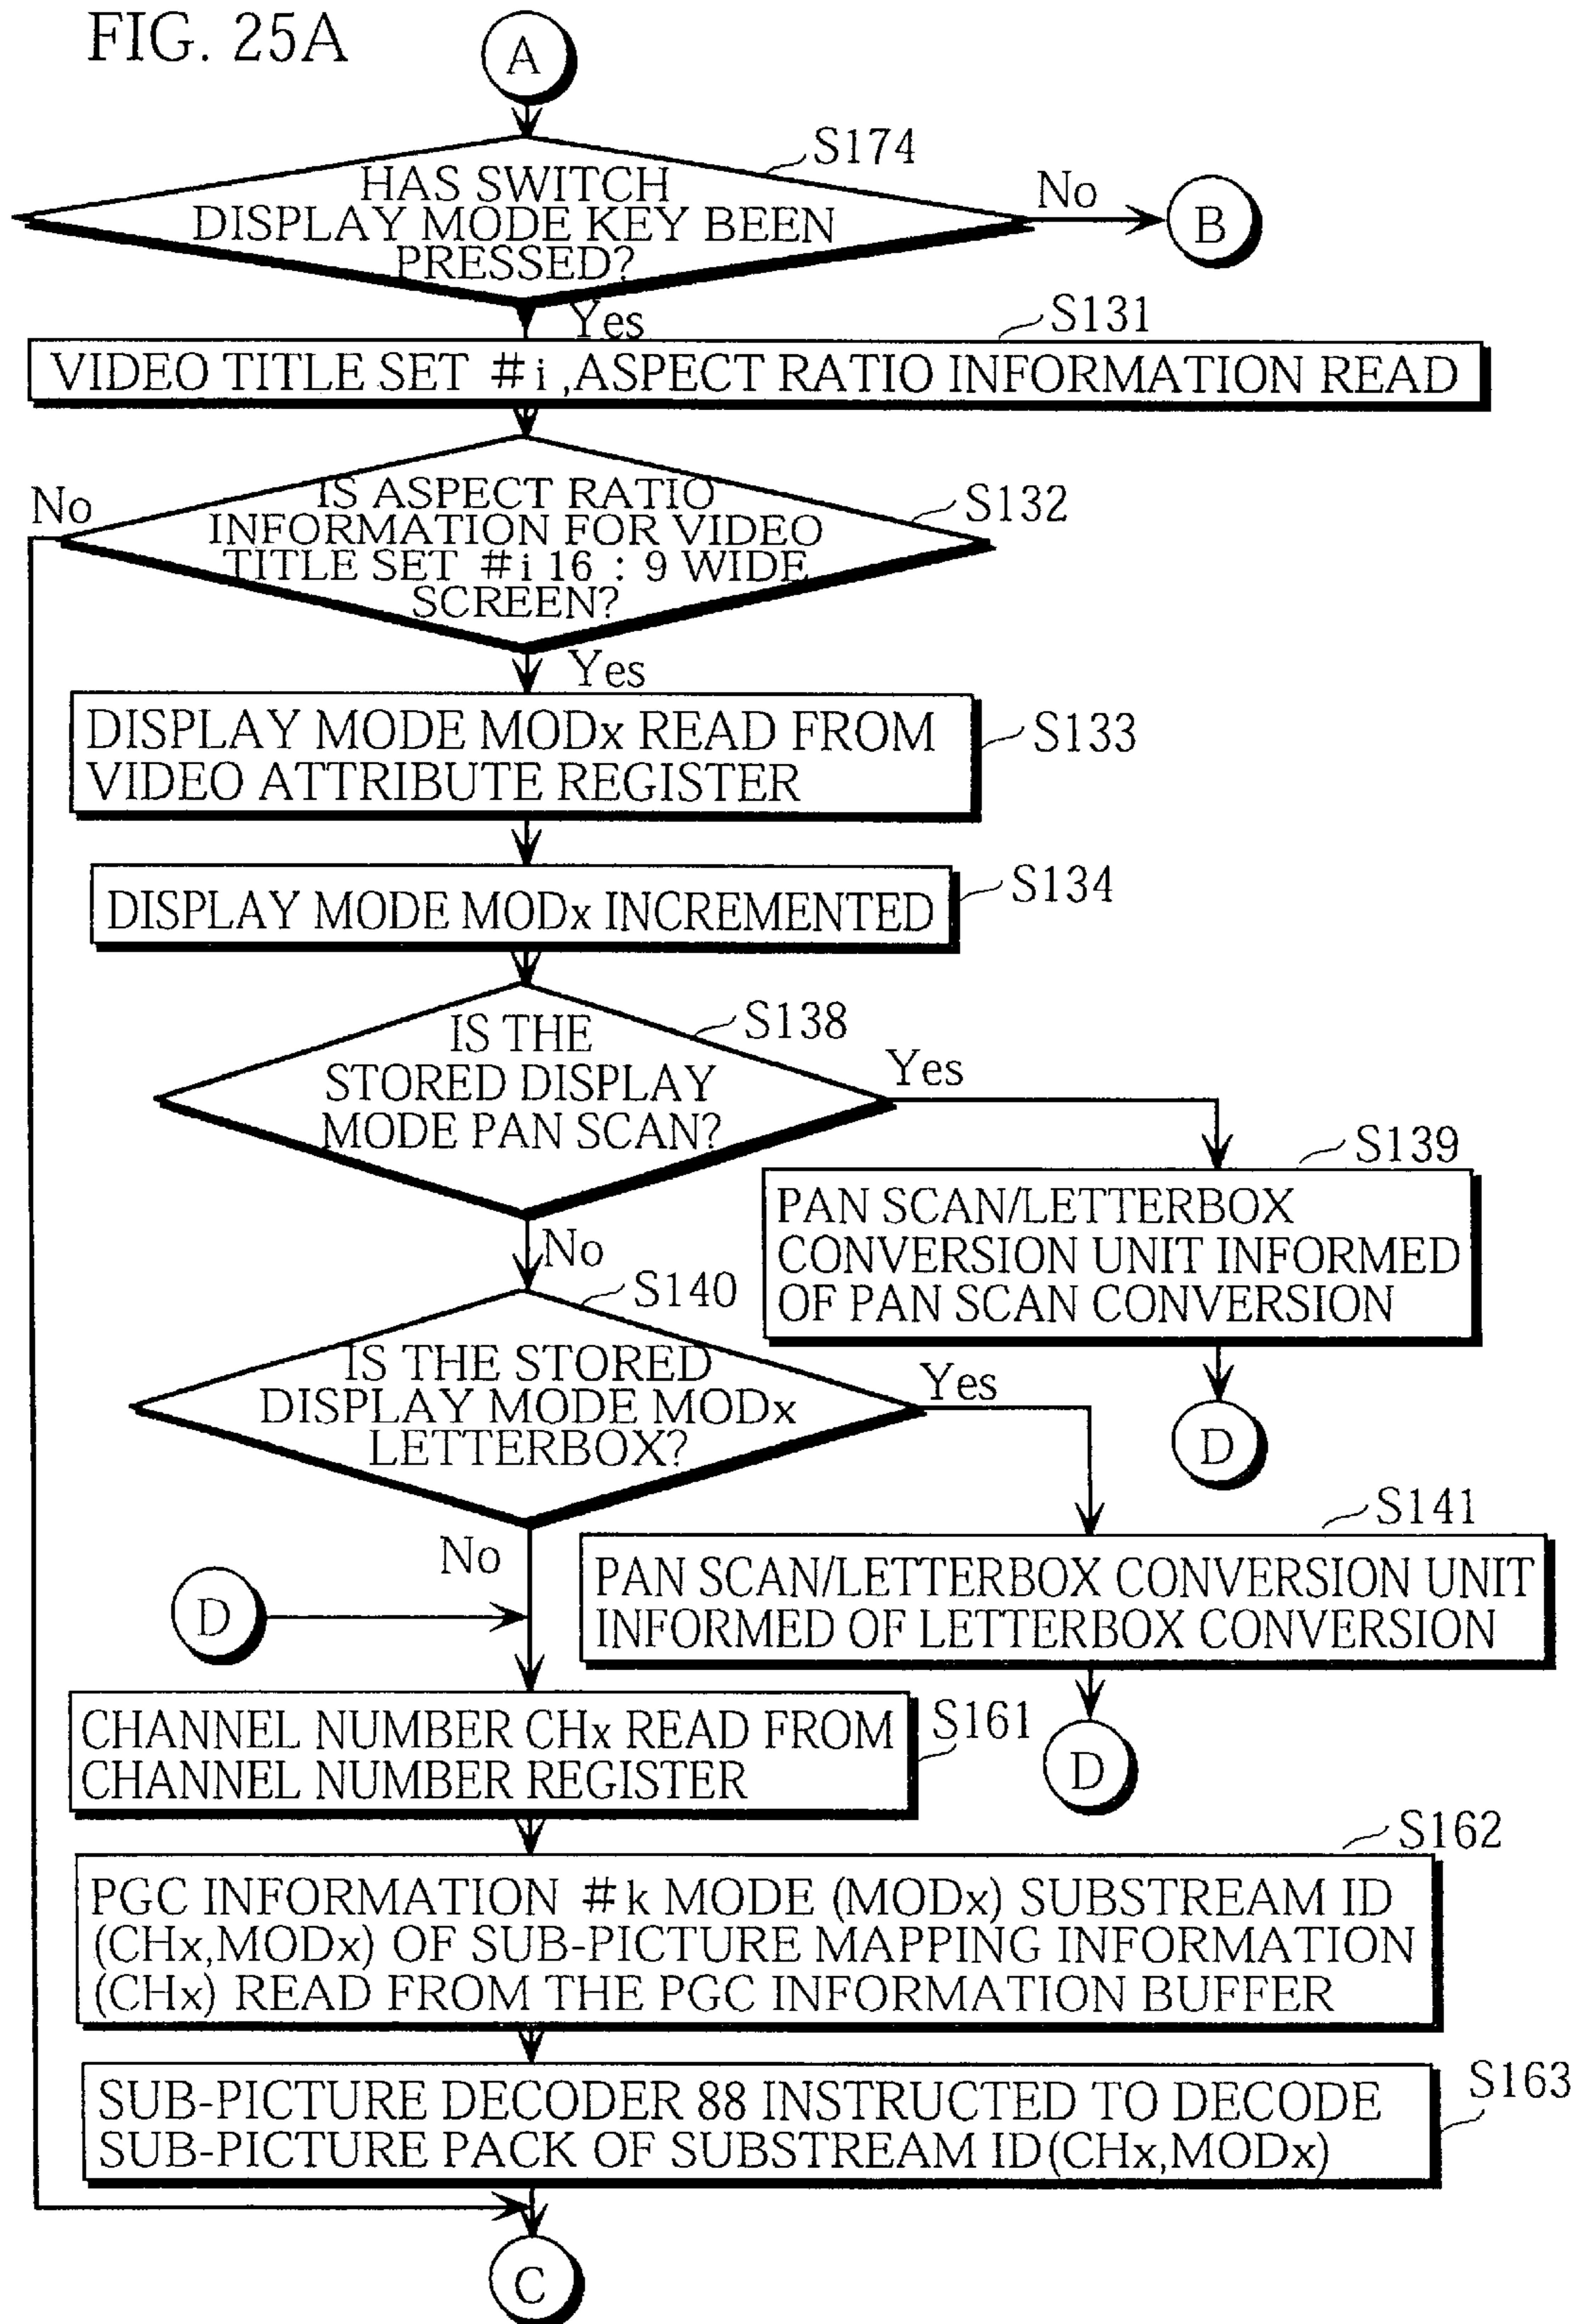 FIG. 25A
A
S174
HAS SWITCH
DISPLAY MODE KEY BEEN
PRESSED?
No
B
Yes
S131
VIDEO TITLE SET #i ,ASPECT RATIO INFORMATION READ
No
IS ASPECT RATIO
INFORMATION FOR VIDEO
TITLE SET #i 16 : 9 WIDE
SCREEN?
S132
Yes
DISPLAY MODE MODx READ FROM
VIDEO ATTRIBUTE REGISTER
S133
DISPLAY MODE MODx INCREMENTED
S134
IS THE
STORED DISPLAY
MODE PAN SCAN?
S138
Yes
S139
PAN SCAN/LETTERBOX
CONVERSION UNIT INFORMED
OF PAN SCAN CONVERSION
D
No
S140
IS THE STORED
DISPLAY MODE MODx
LETTERBOX?
Yes
S141
PAN SCAN/LETTERBOX CONVERSION UNIT
INFORMED OF LETTERBOX CONVERSION
D
No
D
CHANNEL NUMBER CHx READ FROM
CHANNEL NUMBER REGISTER
S161
S162
PGC INFORMATION #k MODE (MODx) SUBSTREAM ID
(CHx,MODx) OF SUB-PICTURE MAPPING INFORMATION
(CHx) READ FROM THE PGC INFORMATION BUFFER
SUB-PICTURE DECODER 88 INSTRUCTED TO DECODE
SUB-PICTURE PACK OF SUBSTREAM ID(CHx,MODx)
S163
C